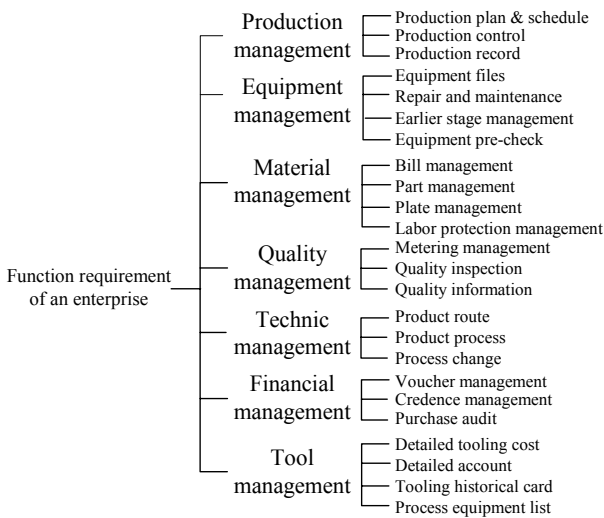 Function requirement
of an enterprise
Production
management
Production plan & schedule
Production control
Production record
Equipment
management
Equipment files
Repair and maintenance
Earlier stage management
Equipment pre-check
Material
management
Bill management
Part management
Plate management
Labor protection management
Quality
management
Metering management
Quality inspection
Quality information
Technic
management
Product route
Product process
Process change
Financial
management
Voucher management
Credence management
Purchase audit
Tool
management
Detailed tooling cost
Detailed account
Tooling historical card
Process equipment list